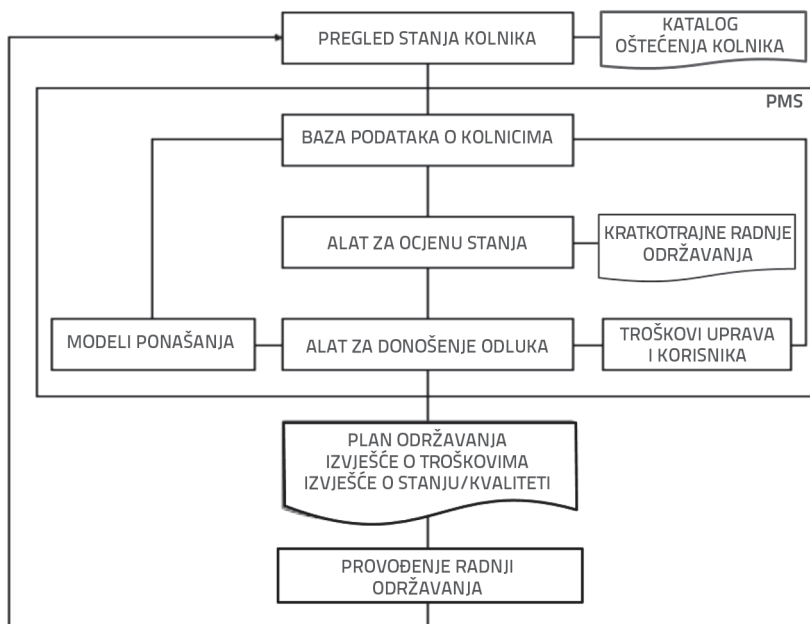 PREGLED STANJA KOLNIKA
KATALOG
OŠTEĆENJA KOLNIKA
PMS
BAZA PODATAKA O KOLNICIMA
ALAT ZA OCJENU STANJA
KRATKOTRAJNE RADNJE
ODRŽAVANJA
MODELI PONAŠANJA
ALAT ZA DONOŠENJE ODLUKA
TROŠKOVI UPRAVA
I KORISNIKA
PLAN ODRŽAVANJA
IZVJEŠĆE O TROŠKOVIMA
IZVJEŠĆE O STANJU/KVALITETI
PROVOĐENJE RADNJI
ODRŽAVANJA